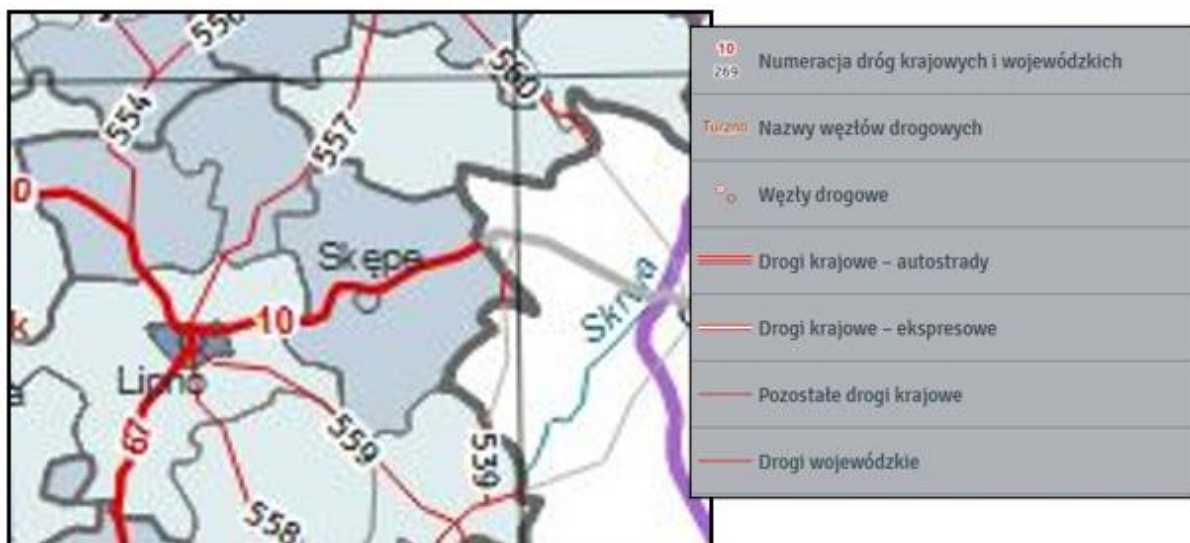 556
554
557
560
0
Skępe
10
k
Lipno
Skrwa
67
559
539
558
10
269
Numeracja dróg krajowych i wojewódzkich
Turzno
Nazwy węzłów drogowych
Węzły drogowe
Drogi krajowe – autostrady
Drogi krajowe – ekspresowe
Pozostałe drogi krajowe
Drogi wojewódzkie